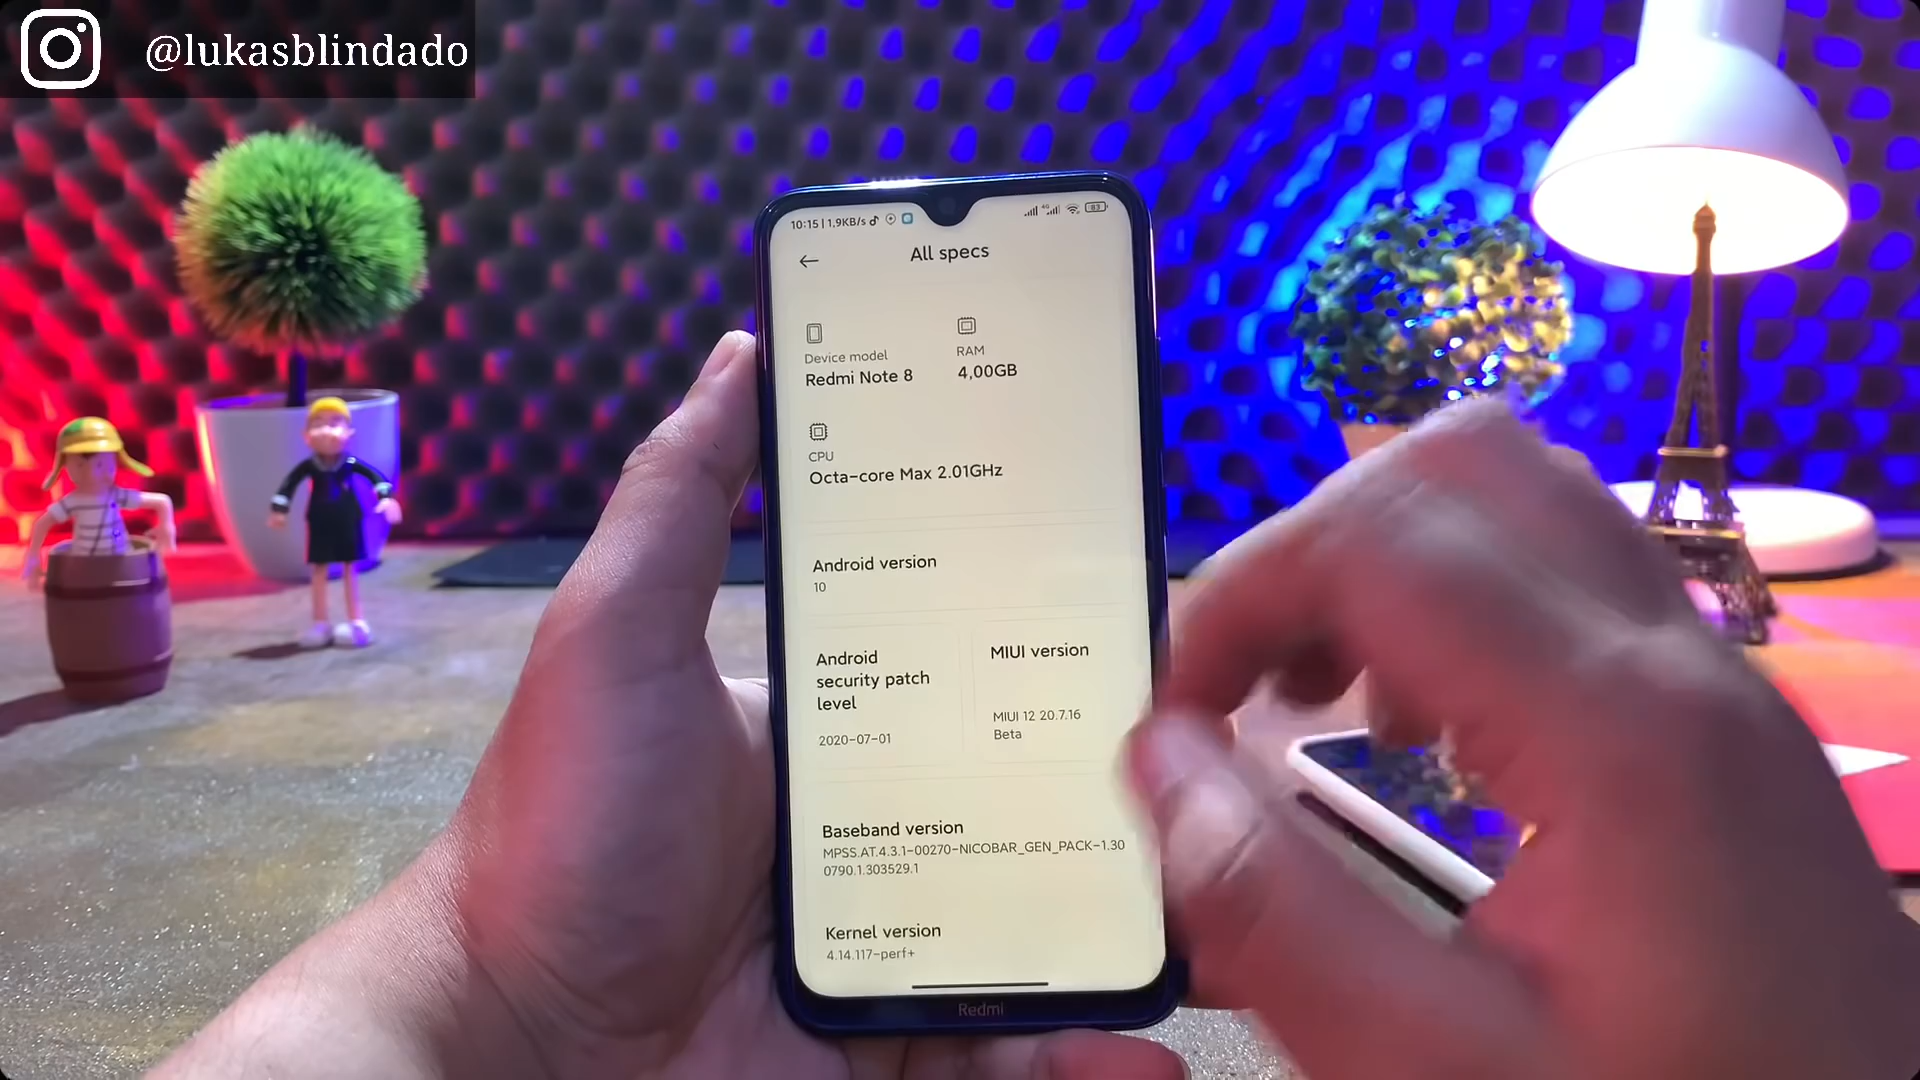 @lukasblindado
10:15 | 1,9KB/s
4G
83
All specs
Device model
Redmi Note 8
RAM
4,00GB
CPU
Octa-core Max 2.01GHz
Android version
10
Android
security patch
level
2020-07-01
MIUI version
MIUI 12 20.7.16
Beta
Baseband version
MPSS.AT.4.3.1-00270-NICOBAR_GEN_PACK-1.30
0790.1.303529.1
Kernel version
4.14.117-perf+
Redmi